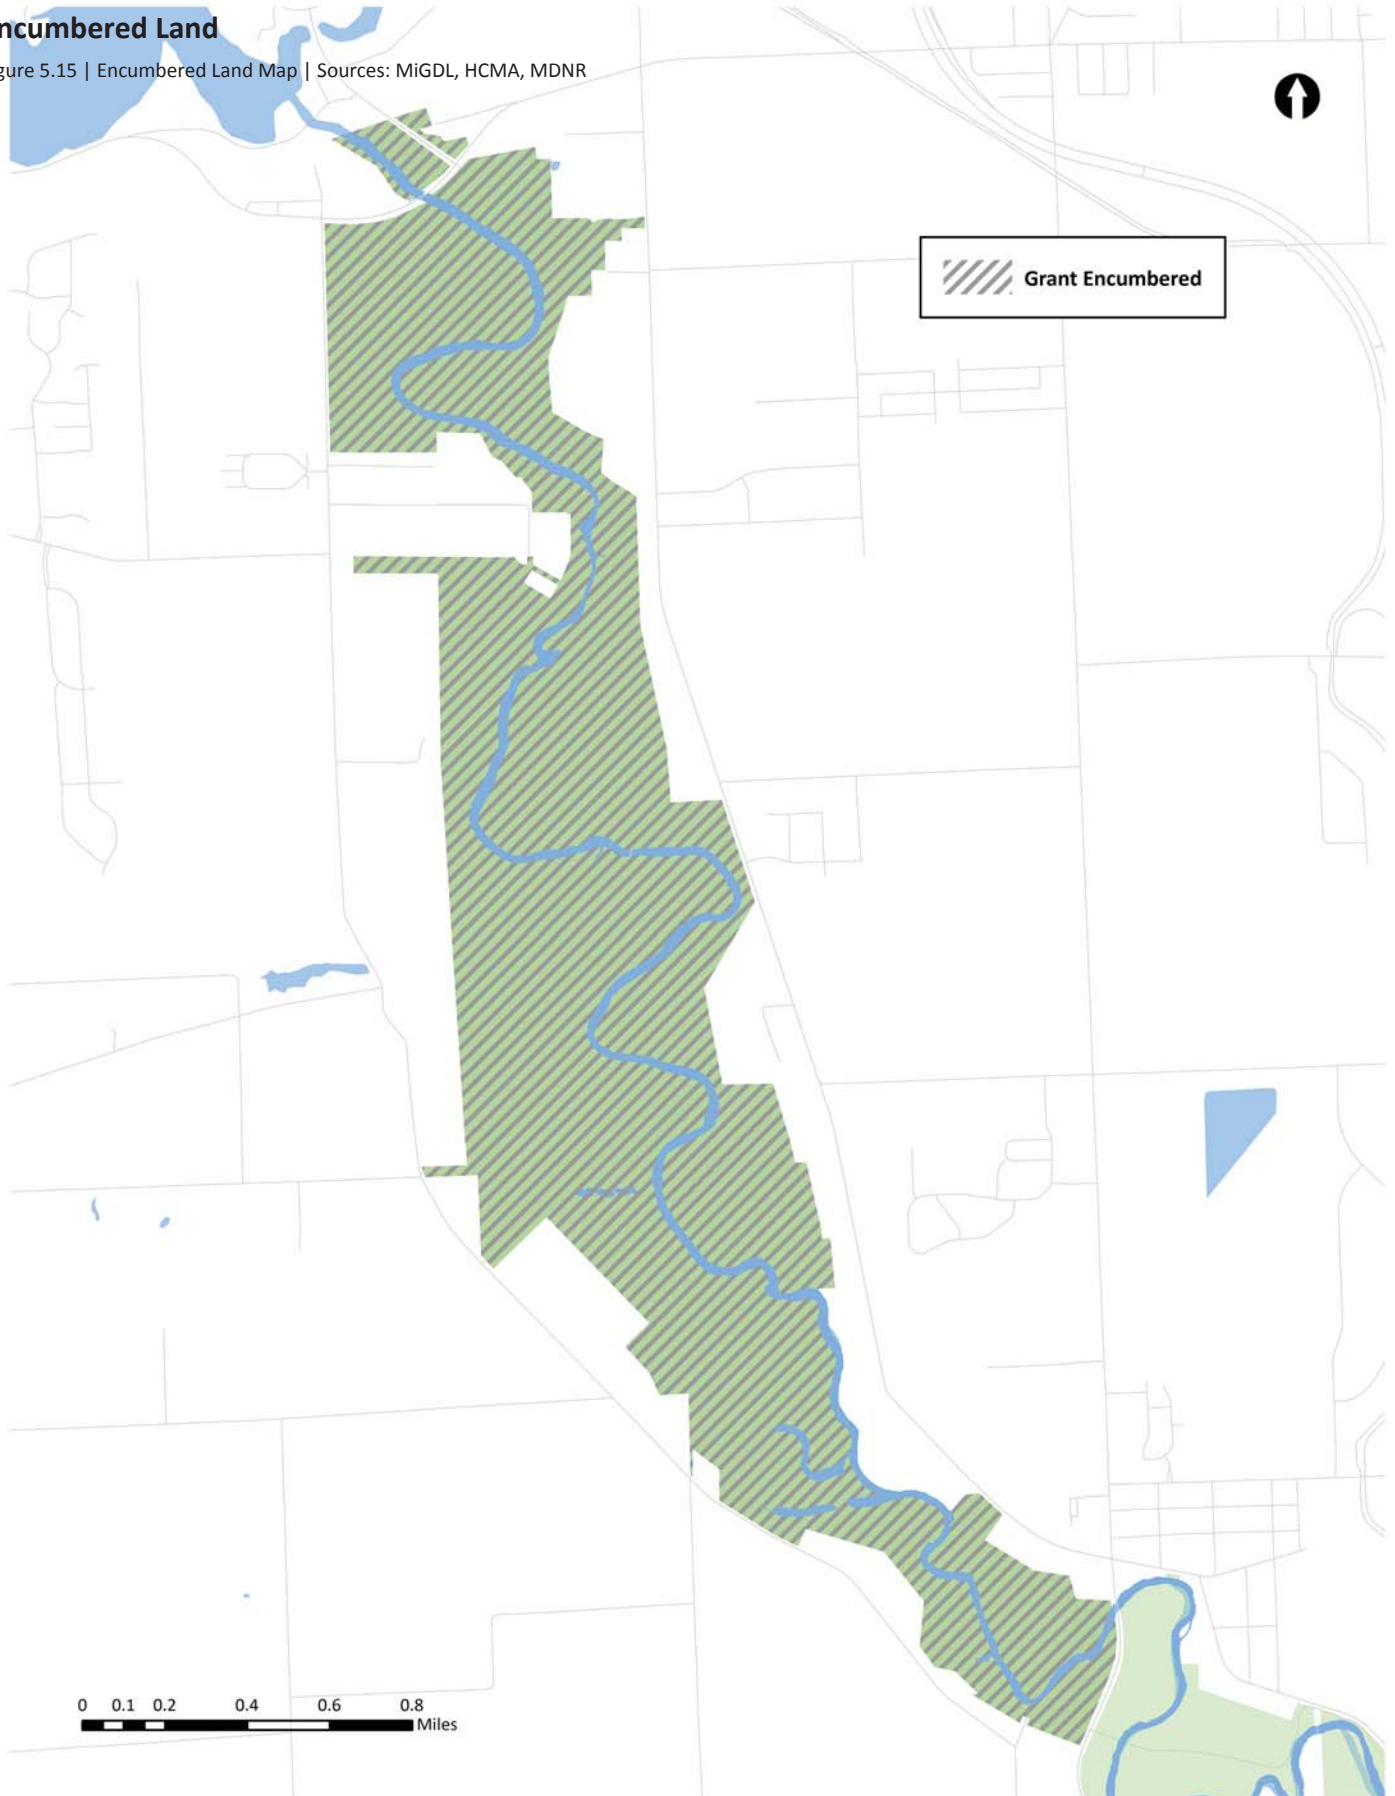 ncumbered Land
gure 5.15 | Encumbered Land Map | Sources: MiGDL, HCMA, MDNR
Grant Encumbered
0 0.1 0.2 0.4 0.6 0.8
Miles